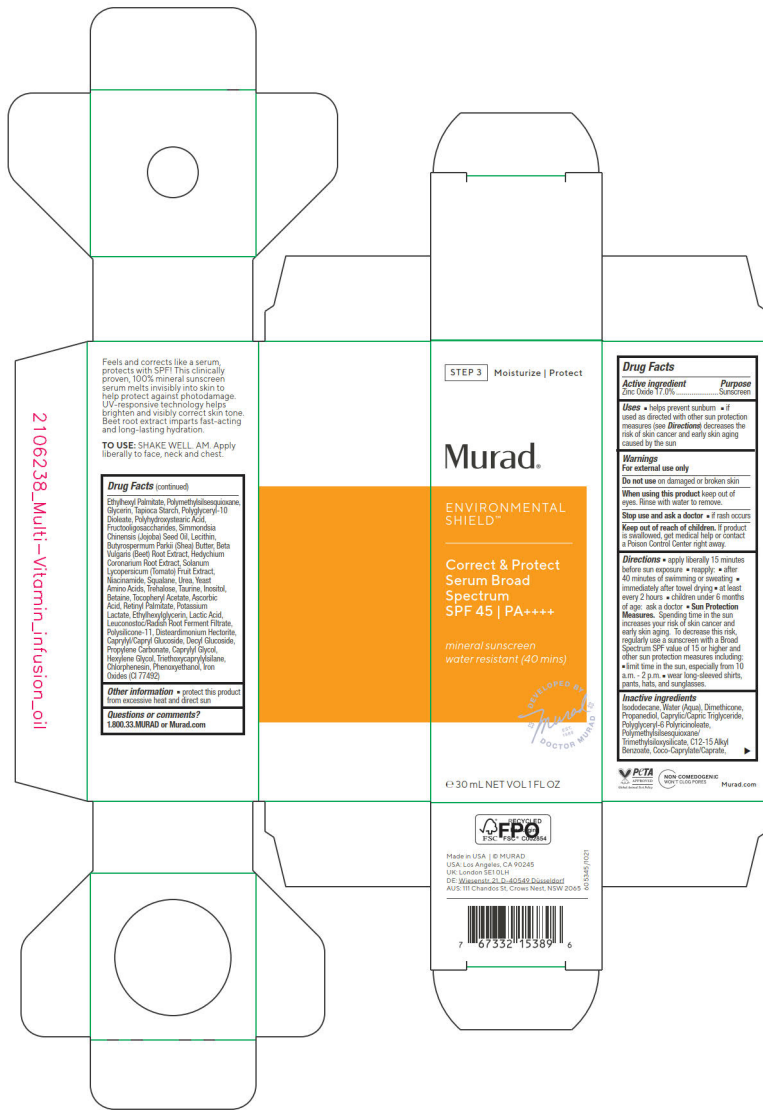 2106238_Multi-Vitamin_infusion_oil
Feels and corrects like a serum,
protects with SPF! This clinically
proven, 100% mineral sunscreen
serum melts invisibly into skin to
help protect against photodamage.
UV-responsive technology helps
brighten and visibly correct skin tone.
Beet root extract imparts fast-acting
and long-lasting hydration.
TO USE: SHAKE WELL. AM. Apply
liberally to face, neck and chest.
Drug Facts (continued)
Ethylhexyl Palmitate, Polymethylsilsesquioxane,
Glycerin, Tapioca Starch, Polyglyceryl-10
Dioleate, Polyhydroxystearic Acid,
Fructooligosaccharides, Simmondsia
Chinensis (Jojoba) Seed Oil, Lecithin,
Butyrospermum Parkii (Shea) Butter, Beta
Vulgaris (Beet) Root Extract, Hedychium
Coronarium Root Extract, Solanum
Lycopersicum (Tomato) Fruit Extract,
Niacinamide, Squalane, Urea, Yeast
Amino Acids, Trehalose, Taurine, Inositol,
Betaine, Tocopheryl Acetate, Ascorbic
Acid, Retinyl Palmitate, Potassium
Lactate, Ethylhexylglycerin, Lactic Acid,
Leuconostoc/Radish Root Ferment Filtrate,
Polysilicone-11, Disteardimonium Hectorite,
Caprylyl/Capryl Glucoside, Decyl Glucoside,
Propylene Carbonate, Caprylyl Glycol,
Hexylene Glycol, Triethoxycaprylylsilane,
Chlorphenesin, Phenoxyethanol, Iron
Oxides (CI 77492)
Other information ▪ protect this product
from excessive heat and direct sun
Questions or comments?
1.800.33.MURAD or Murad.com
STEP 3 Moisturize | Protect
Murad®
ENVIRONMENTAL
SHIELD™
Correct & Protect
Serum Broad
Spectrum
SPF 45 | PA++++
mineral sunscreen
water resistant (40 mins)
DEVELOPED BY
Murad
EST.
1989
DOCTOR MURAD
℮ 30 mL NET VOL 1 FL OZ
RECYCLED
FPO
FSC FSC® C002854
Made in USA | © MURAD
USA: Los Angeles, CA 90245
UK: London SE1 0LH
DE: Wiesenstr. 21, D-40549 Düsseldorf
AUS: 111 Chandos St, Crows Nest, NSW 2065
605345/1021
7 67332 15389 6
Drug Facts
Active ingredient Purpose
Zinc Oxide 17.0% ..................... Sunscreen
Uses ▪ helps prevent sunburn ▪ if
used as directed with other sun protection
measures (see Directions) decreases the
risk of skin cancer and early skin aging
caused by the sun
Warnings
For external use only
Do not use on damaged or broken skin
When using this product keep out of
eyes. Rinse with water to remove.
Stop use and ask a doctor ▪ if rash occurs
Keep out of reach of children. If product
is swallowed, get medical help or contact
a Poison Control Center right away.
Directions ▪ apply liberally 15 minutes
before sun exposure ▪ reapply: ▪ after
40 minutes of swimming or sweating ▪
immediately after towel drying ▪ at least
every 2 hours ▪ children under 6 months
of age: ask a doctor ▪ Sun Protection
Measures. Spending time in the sun
increases your risk of skin cancer and
early skin aging. To decrease this risk,
regularly use a sunscreen with a Broad
Spectrum SPF value of 15 or higher and
other sun protection measures including:
▪ limit time in the sun, especially from 10
a.m. - 2 p.m. ▪ wear long-sleeved shirts,
pants, hats, and sunglasses.
Inactive ingredients
Isododecane, Water (Aqua), Dimethicone,
Propanediol, Caprylic/Capric Triglyceride,
Polyglyceryl-6 Polyricinoleate,
Polymethylsilsesquioxane/
Trimethylsiloxysilicate, C12-15 Alkyl
Benzoate, Coco-Caprylate/Caprate,
PETA
APPROVED
NON-COMEDOGENIC
WON'T CLOG PORES
Murad.com